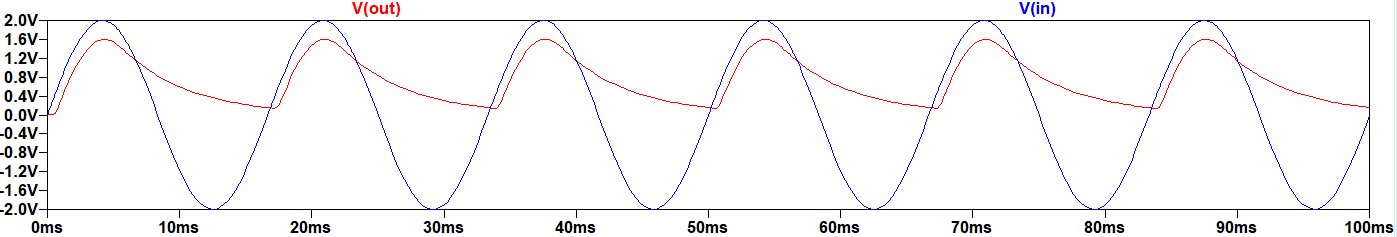 V(out) V(in)
2.0V
1.6V
1.2V
0.8V
0.4V
0.0V
-0.4V
-0.8V
-1.2V
-1.6V
-2.0V
0ms 10ms 20ms 30ms 40ms 50ms 60ms 70ms 80ms 90ms 100ms